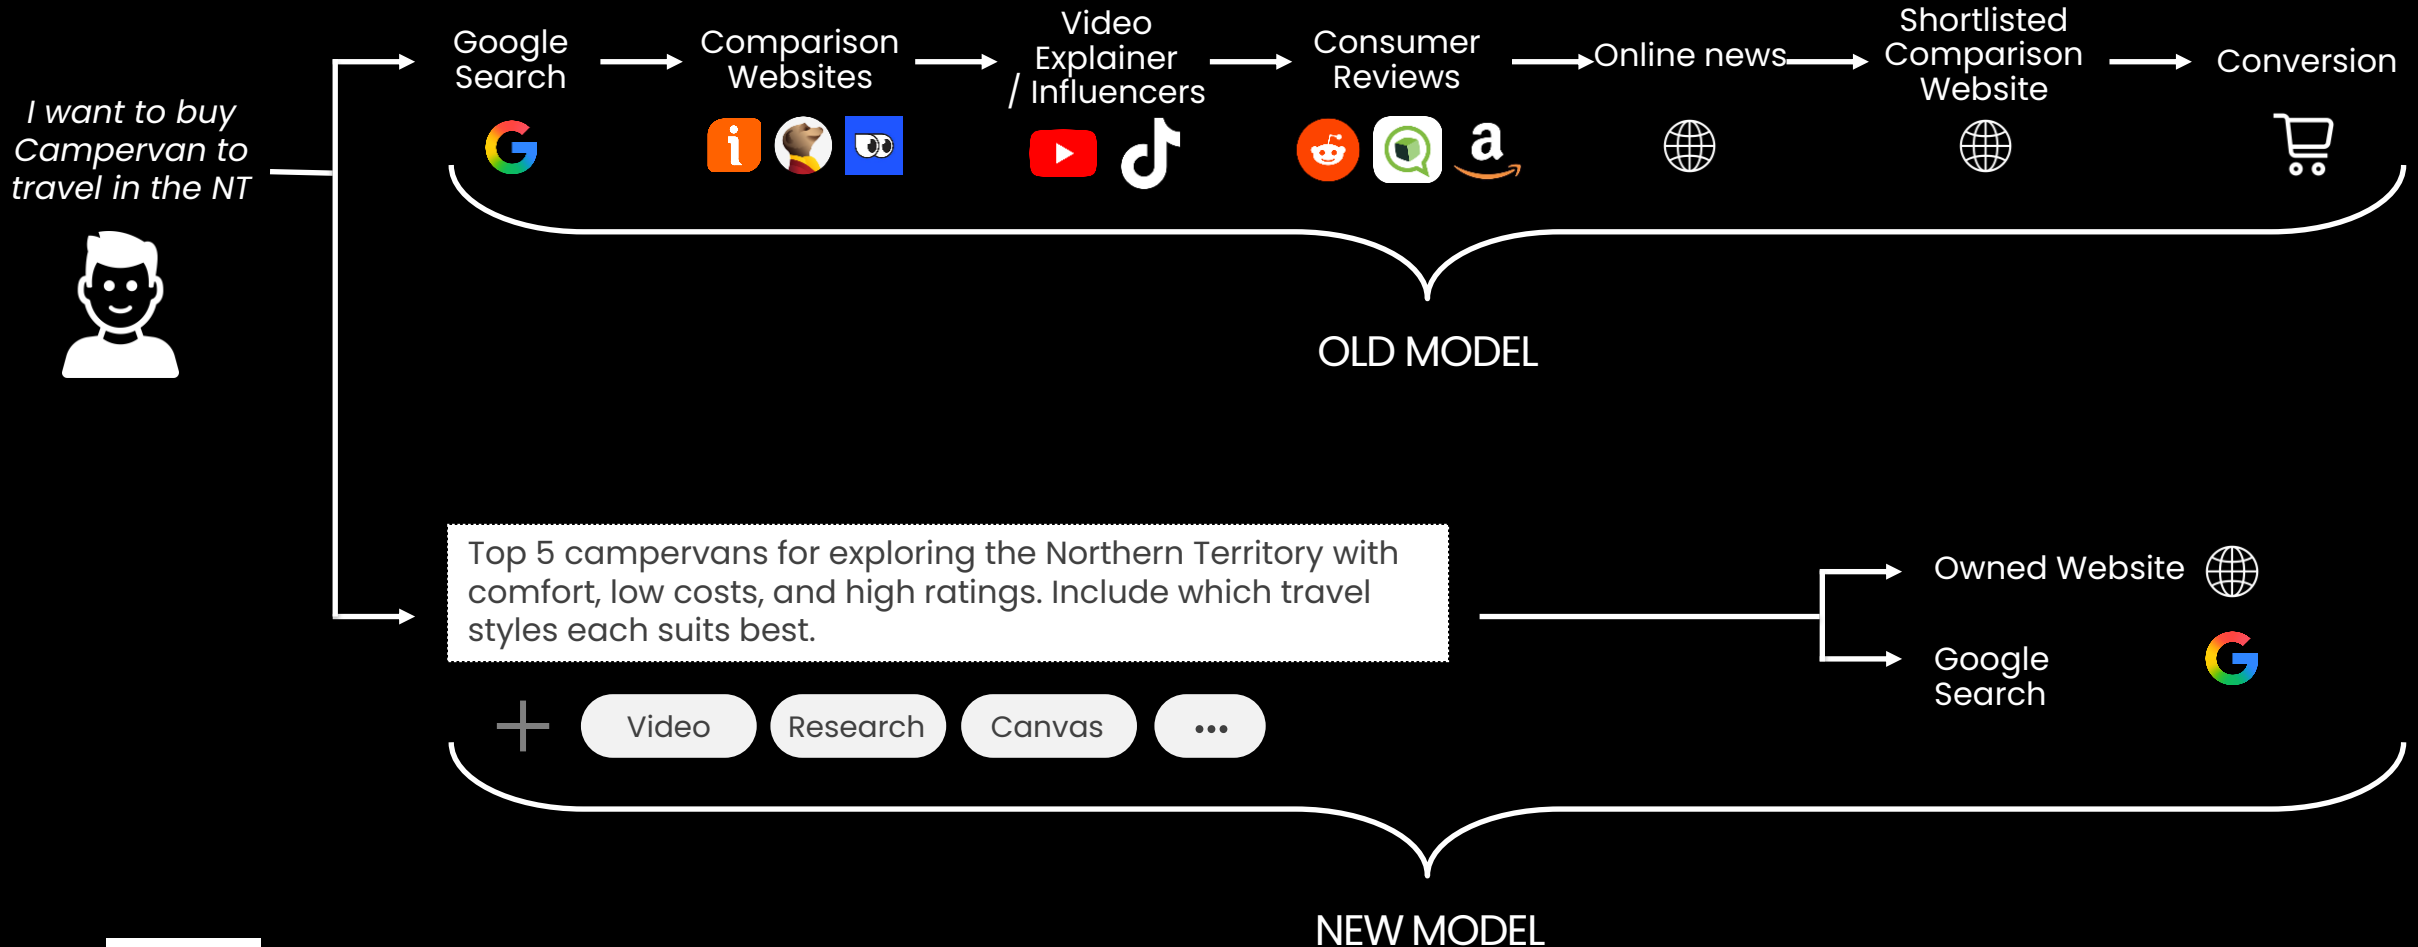 I want to buy
Campervan to
travel in the NT
Google
Search
Comparison
Websites
Video
Explainer
/ Influencers
Consumer
Reviews
Online news
Shortlisted
Comparison
Website
Conversion
OLD MODEL
Top 5 campervans for exploring the Northern Territory with
comfort, low costs, and high ratings. Include which travel
styles each suits best.
Video
Research
Canvas
...
Owned Website
Google
Search
NEW MODEL